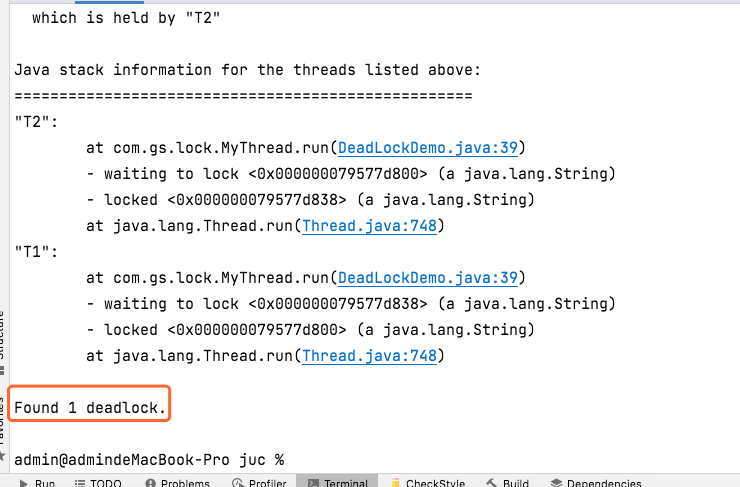 which is held by "T2"
Java stack information for the threads listed above:
===================================================
"T2":
at com.gs.lock.MyThread.run(DeadLockDemo.java:39)
- waiting to lock <0x000000079577d800> (a java.lang.String)
- locked <0x000000079577d838> (a java.lang.String)
at java.lang.Thread.run(Thread.java:748)
"T1":
at com.gs.lock.MyThread.run(DeadLockDemo.java:39)
- waiting to lock <0x000000079577d838> (a java.lang.String)
- locked <0x000000079577d800> (a java.lang.String)
at java.lang.Thread.run(Thread.java:748)
Found 1 deadlock.
admin@admindeMacBook-Pro juc %
Run TODO Problems Profiler Terminal CheckStyle Build Dependencies